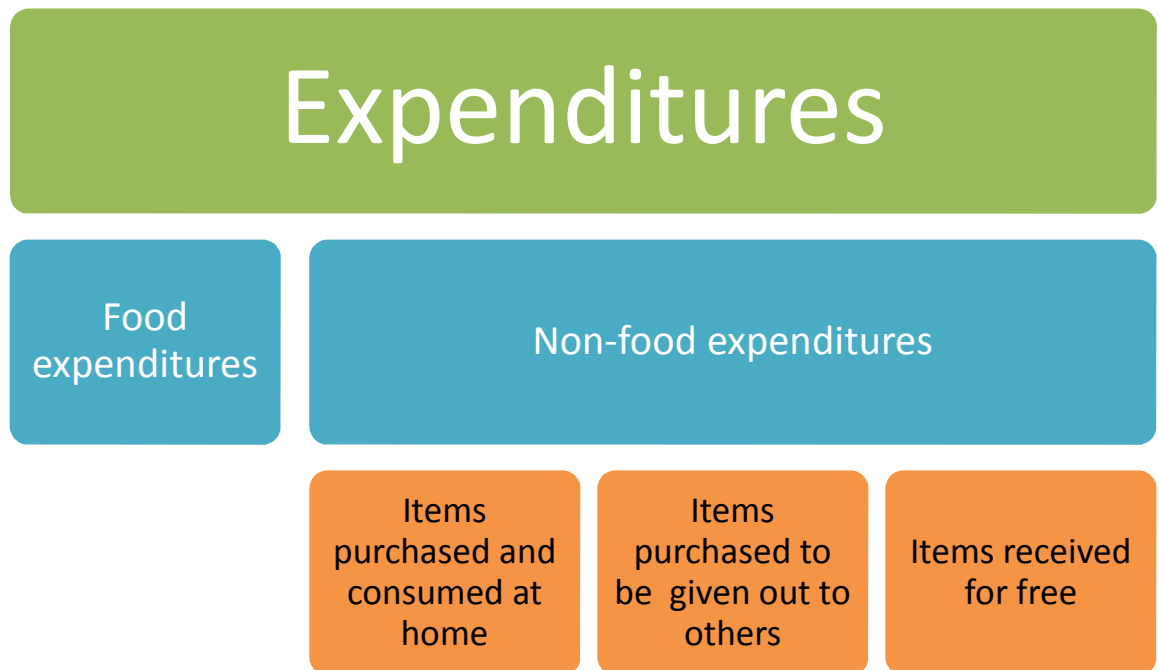 Expenditures
Food
expenditures
Non-food expenditures
Items
purchased and
consumed at
home
Items
purchased to
be  given out to
others
Items received
for free